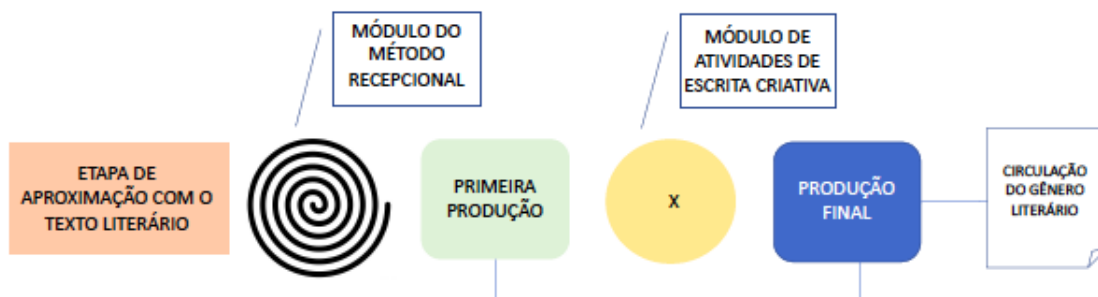 MÓDULO DO
MÉTODO
RECEPCIONAL
MÓDULO DE
ATIVIDADES DE
ESCRITA CRIATIVA
ETAPA DE
APROXIMAÇÃO COM O
TEXTO LITERÁRIO
PRIMEIRA
PRODUÇÃO
X
PRODUÇÃO
FINAL
CIRCULAÇÃO
DO GÊNERO
LITERÁRIO